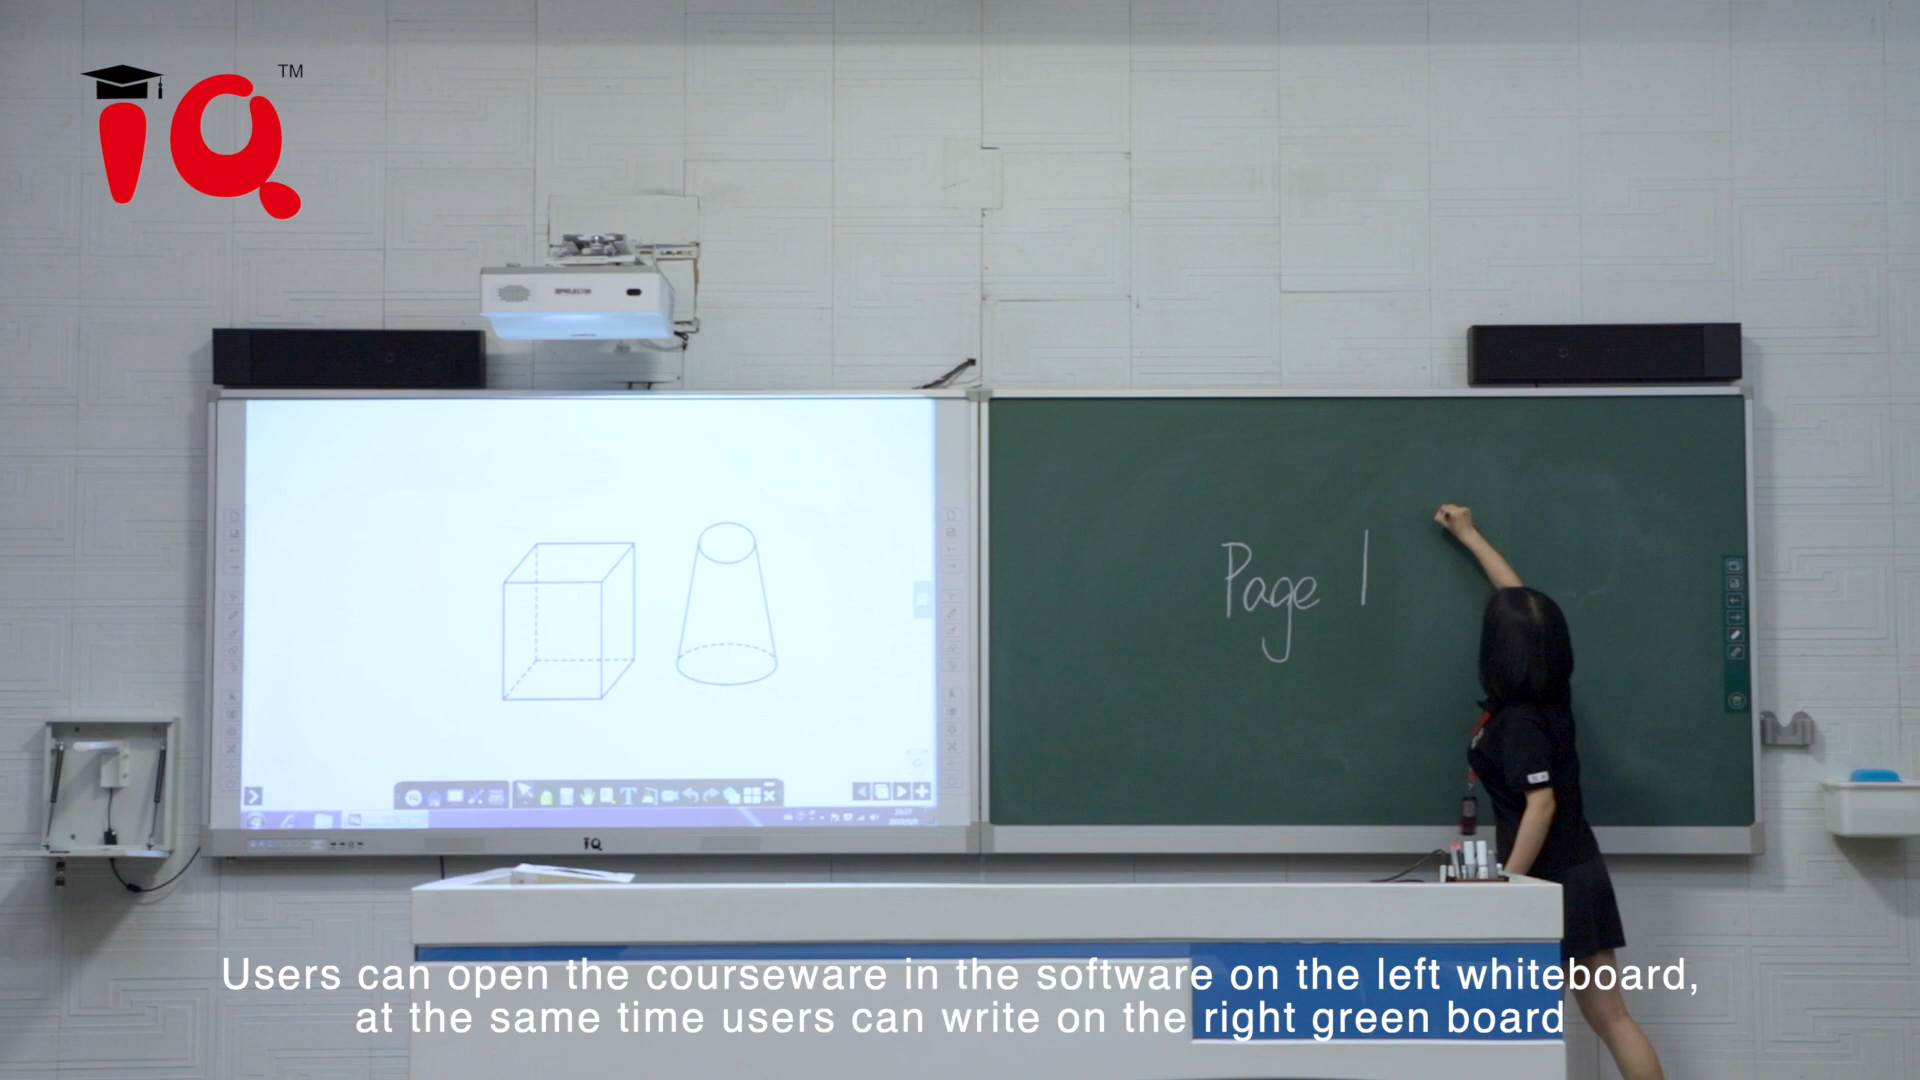 iQ TM
Page 1
iQ
Users can open the courseware in the software on the left whiteboard,
at the same time users can write on the right green board